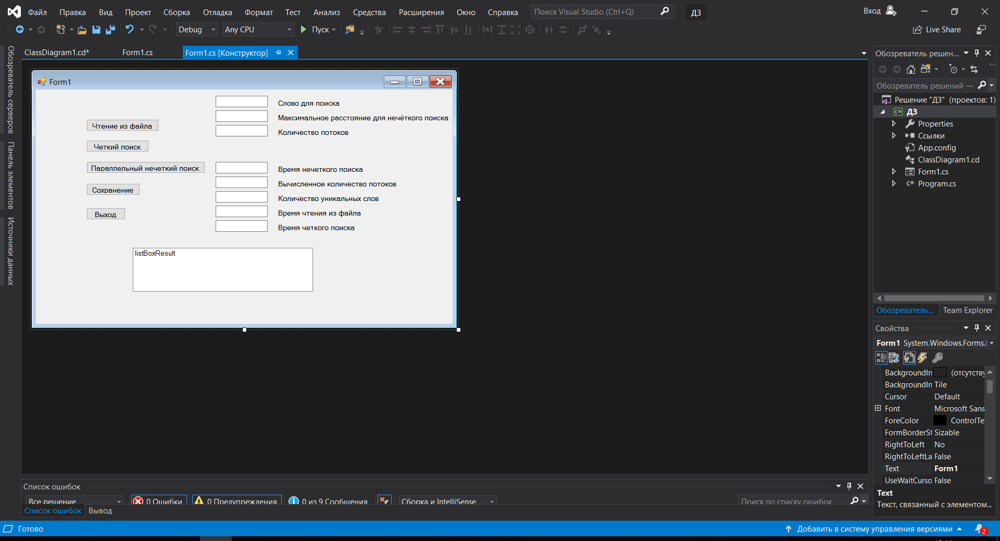 Файл Правка Вид Проект Сборка Отладка Формат Тест Анализ Средства Расширения Окно Справка Поиск Visual Studio (Ctrl+Q) ДЗ Вход
Debug Any CPU Пуск Live Share
ClassDiagram1.cd* Form1.cs Form1.cs [Конструктор]
Обозреватель серверов
Панель элементов
Источники данных
Form1
Слово для поиска
Максимальное расстояние для нечёткого поиска
Чтение из файла
Количество потоков
Четкий поиск
Параллельный нечеткий поиск
Время нечеткого поиска
Вычисленное количество потоков
Сохранение
Количество уникальных слов
Выход
Время чтения из файла
Время четкого поиска
listBoxResult
Обозреватель решен...
Обозреватель решений —
Решение "ДЗ" (проектов: 1)
C# ДЗ
Properties
Ссылки
App.config
ClassDiagram1.cd
Form1.cs
C# Program.cs
Обозреватель... Team Explorer
Свойства
Form1 System.Windows.Forms.
BackgroundIn (отсутству
BackgroundIn Tile
Cursor Default
Font Microsoft Sans
ForeColor ControlTe
FormBorderSt Sizable
RightToLeft No
RightToLeftLa False
Text Form1
UseWaitCurso False
Text
Текст, связанный с элементом...
Список ошибок
Все решение 0 Ошибки 0 Предупреждения 0 из 9 Сообщения Сборка и IntelliSense Поиск по списку ошибок
Список ошибок Вывод
Готово Добавить в систему управления версиями 2